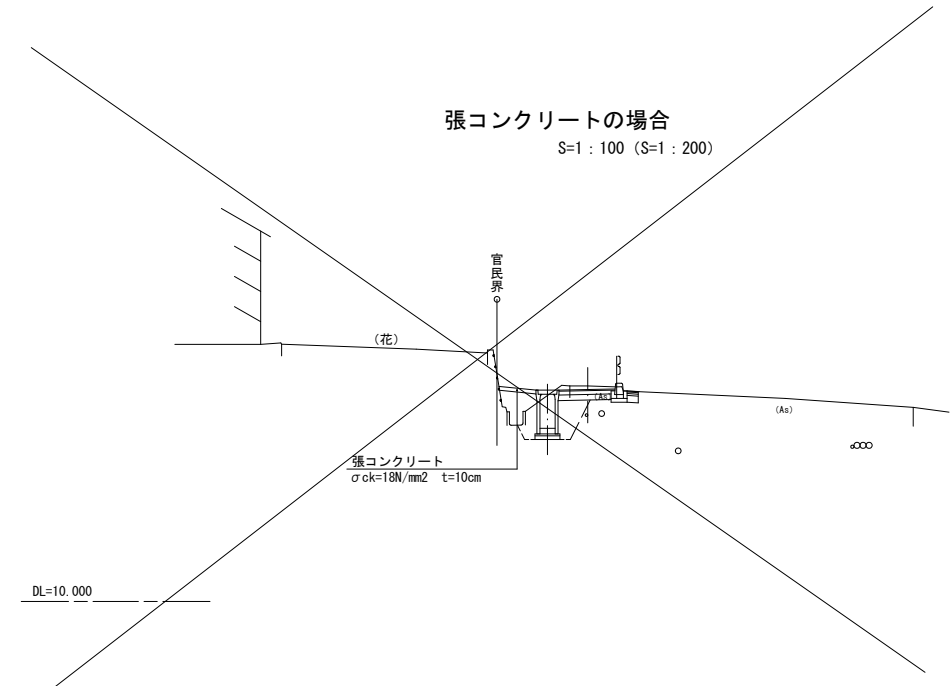 張コンクリートの場合
S=1：100（S=1：200）
官民界
（花）
(As)
(As)
張コンクリート
σck=18N/mm2　t=10cm
DL=10.000